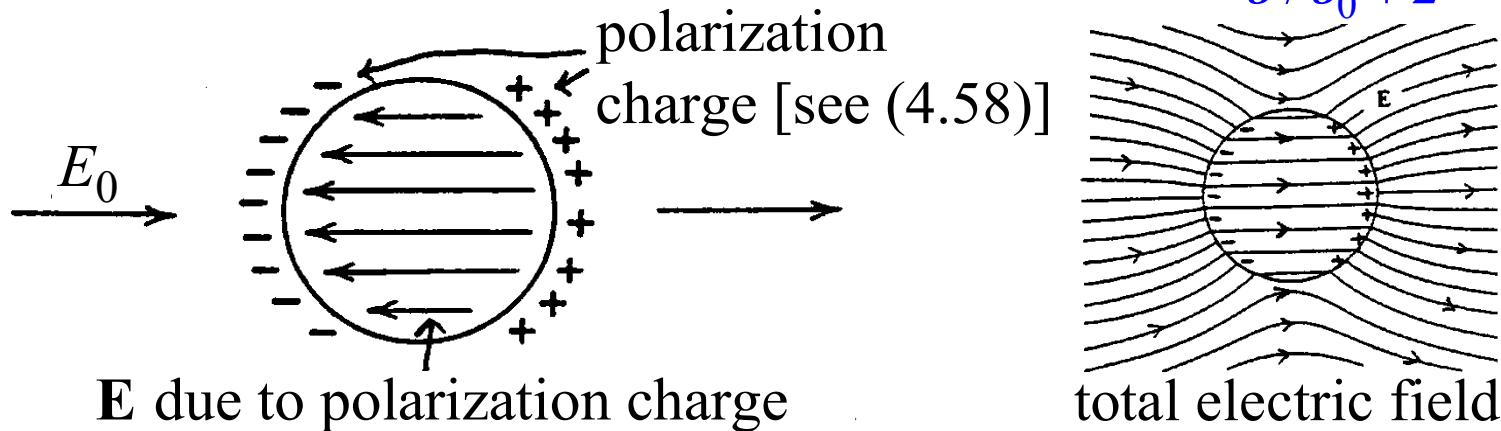 polarization
charge [see (4.58)]
E₀
E
E due to polarization charge
total electric field